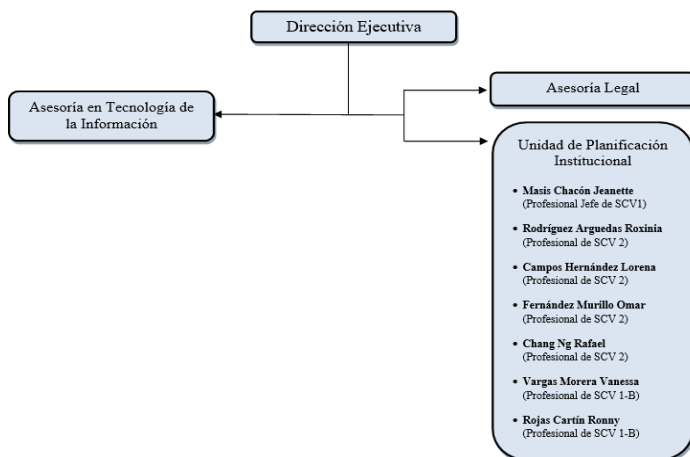 Dirección Ejecutiva
Asesoría en Tecnología de
la Información
Asesoría Legal
Unidad de Planificación
Institucional
• Masis Chacón Jeanette
(Profesional Jefe de SCV1)
• Rodríguez Arguedas Roxinia
(Profesional de SCV 2)
• Campos Hernández Lorena
(Profesional de SCV 2)
• Fernández Murillo Omar
(Profesional de SCV 2)
• Chang Ng Rafael
(Profesional de SCV 2)
• Vargas Morera Vanessa
(Profesional de SCV 1-B)
• Rojas Cartín Ronny
(Profesional de SCV 1-B)